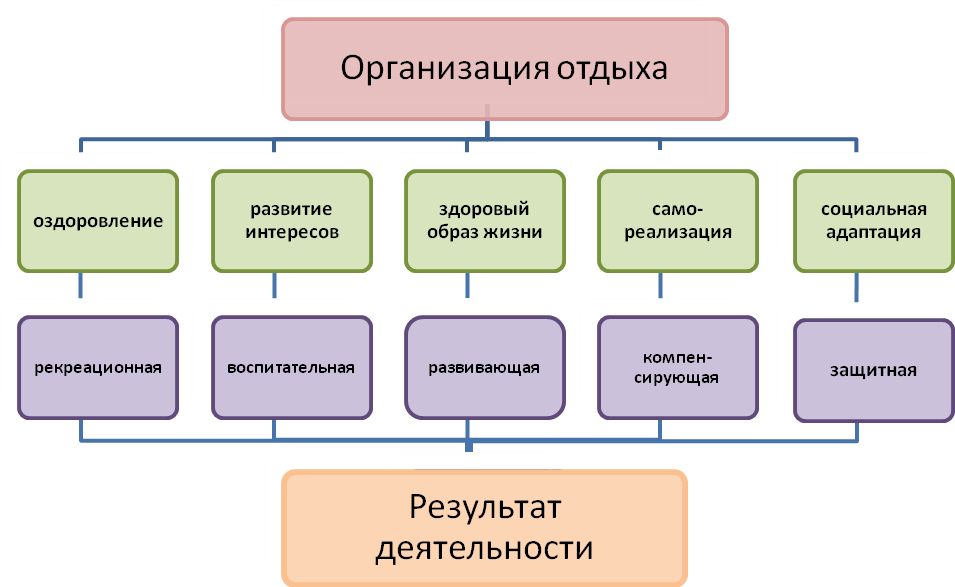 Организация отдыха
оздоровление
развитие
интересов
здоровый
образ жизни
само-
реализация
социальная
адаптация
рекреационная
воспитательная
развивающая
компен-
сирующая
защитная
Результат
деятельности